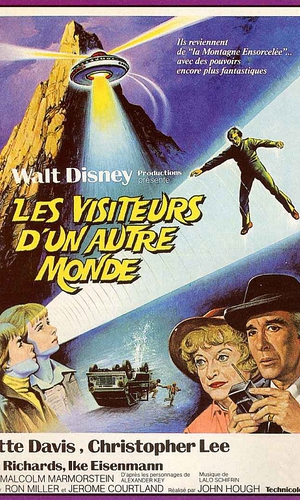 Ils reviennent
de "la Montagne Ensorcelée"...
avec des pouvoirs
encore plus fantastiques
WALT DISNEY Productions
présente
LES VISITEURS
D'UN AUTRE
MONDE
tte Davis, Christopher Lee
Richards, Ike Eisenmann
MALCOLM MARMORSTEIN D'après les personnages de
ALEXANDER KEY Musique de
LALO SCHIFRIN
RON MILLER et JEROME COURTLAND Réalisé par JOHN HOUGH Technicol